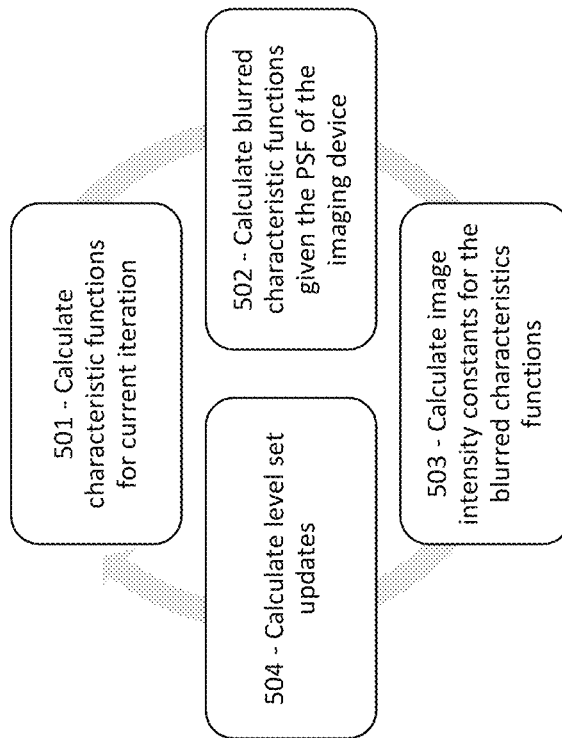 501 - Calculate
characteristic functions
for current iteration
502 - Calculate blurred
characteristic functions
given the PSF of the
imaging device
503 - Calculate image
intensity constants for the
blurred characteristics
functions
504 - Calculate level set
updates